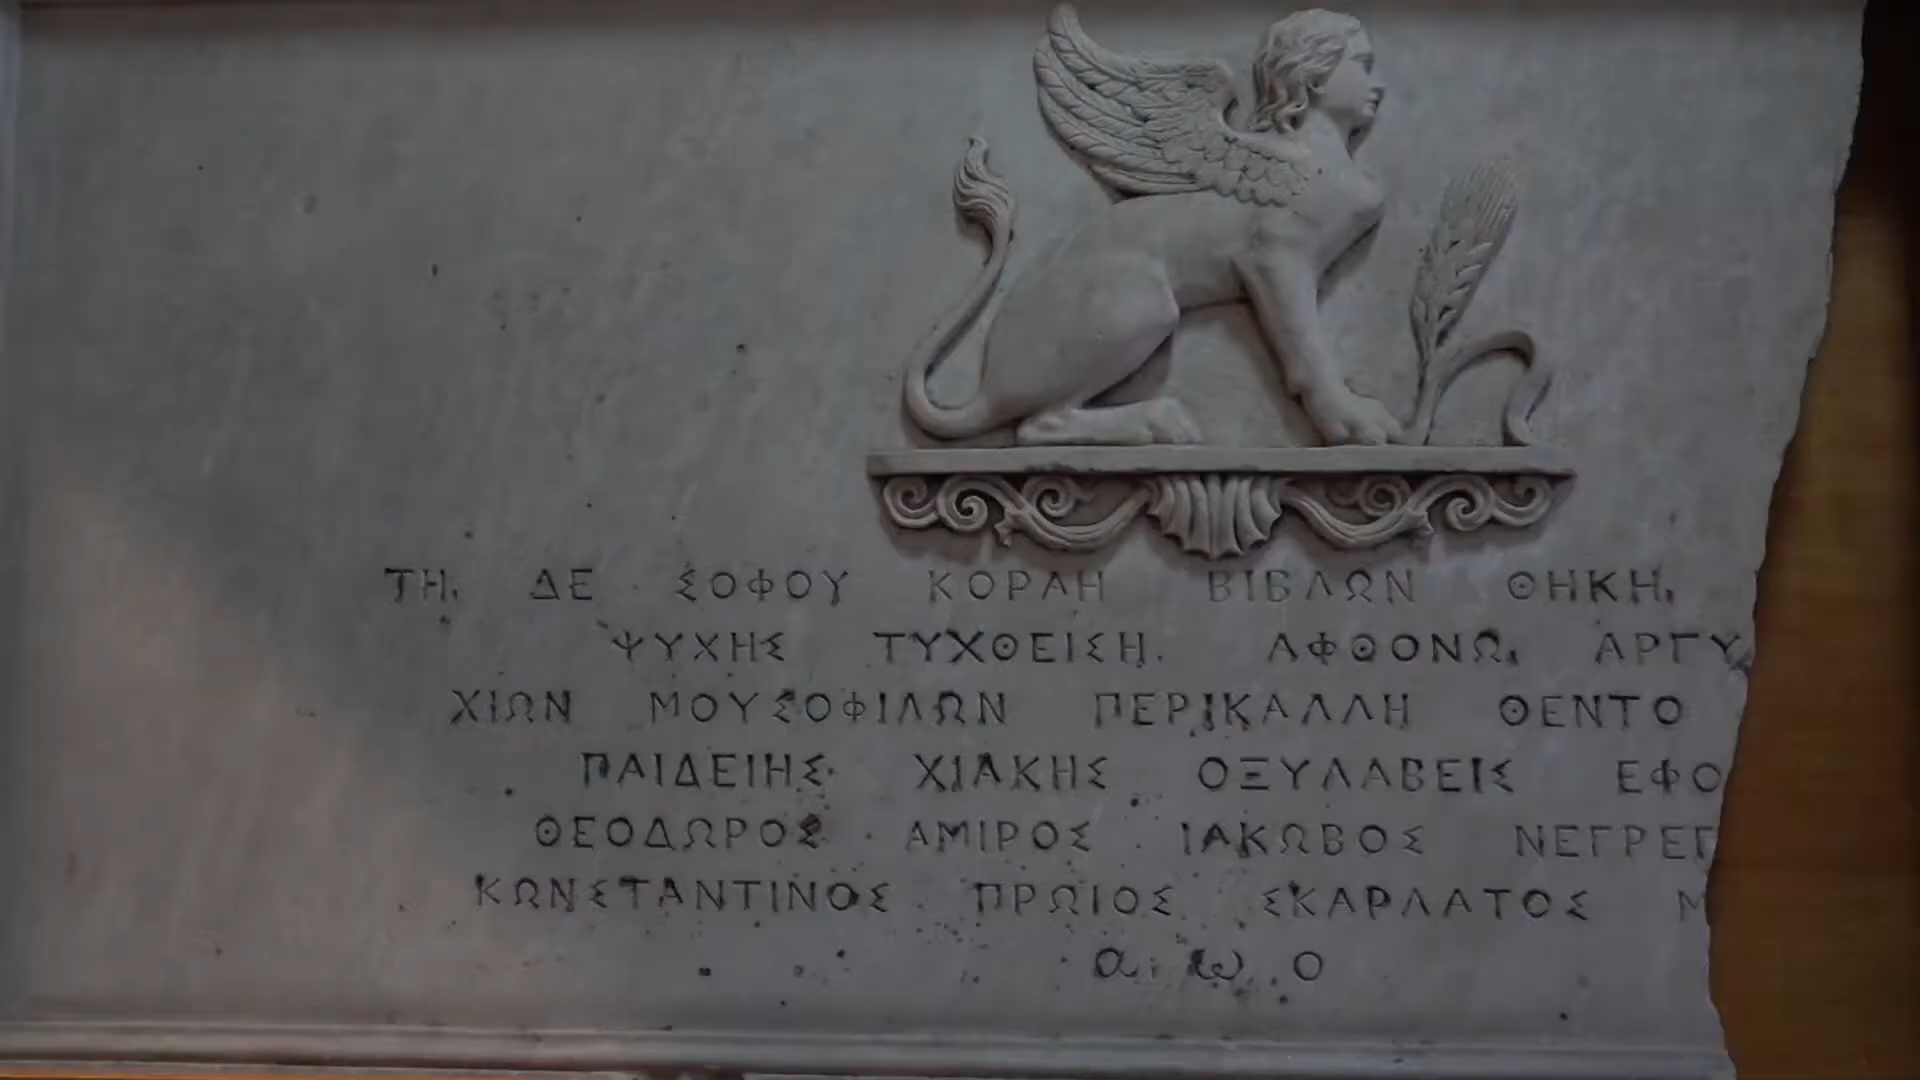 ΤΗ. ΔΕ ΣΟΦΟΥ ΚΟΡΑΗ ΒΙΒΛΩΝ ΘΗΚΗ.
ΨΥΧΗΣ ΤΥΧΘΕΙΣΗ. ΑΦΘΟΝΩ. ΑΡΓΥ
ΧΙΩΝ ΜΟΥΣΟΦΙΛΩΝ ΠΕΡΙΚΑΛΛΗ ΘΕΝΤΟ
ΠΑΙΔΕΙΗΣ ΧΙΑΚΗΣ ΟΞΥΛΑΒΕΙΣ ΕΦΟ
ΘΕΟΔΩΡΟΣ ΑΜΙΡΟΣ ΙΑΚΩΒΟΣ ΝΕΓΡΕΠ
ΚΩΝΣΤΑΝΤΙΝΟΣ ΠΡΩΙΟΣ ΣΚΑΡΛΑΤΟΣ Μ
α ω ο